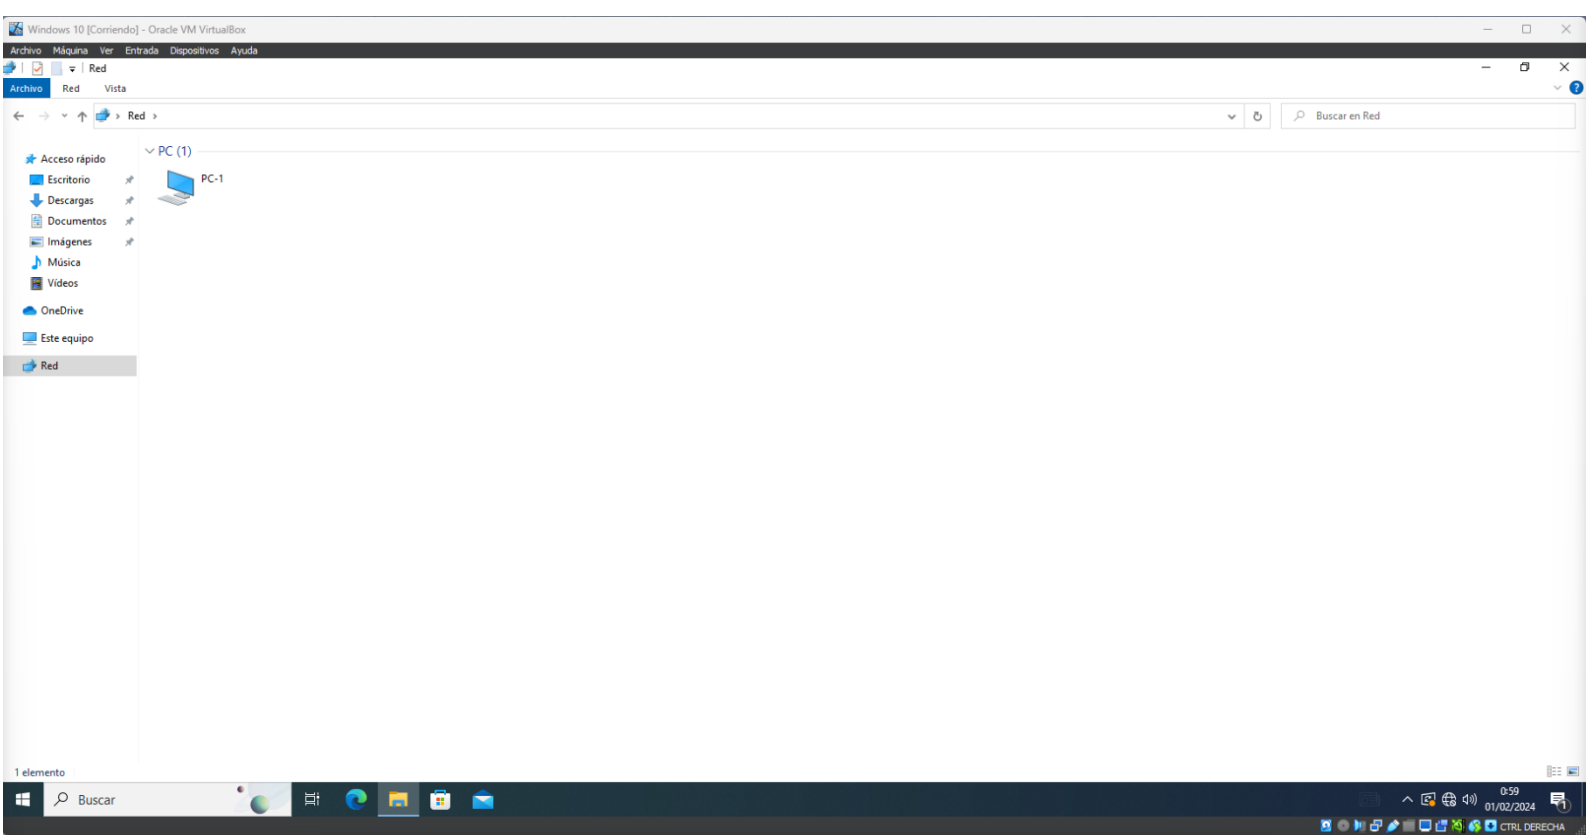 Windows 10 [Corriendo] - Oracle VM VirtualBox
Archivo Máquina Ver Entrada Dispositivos Ayuda
Red
Archivo Red Vista
Red
Buscar en Red
Acceso rápido
Escritorio
Descargas
Documentos
Imágenes
Música
Vídeos
OneDrive
Este equipo
Red
PC (1)
PC-1
1 elemento
Buscar
0:59
01/02/2024
1
CTRL DERECHA